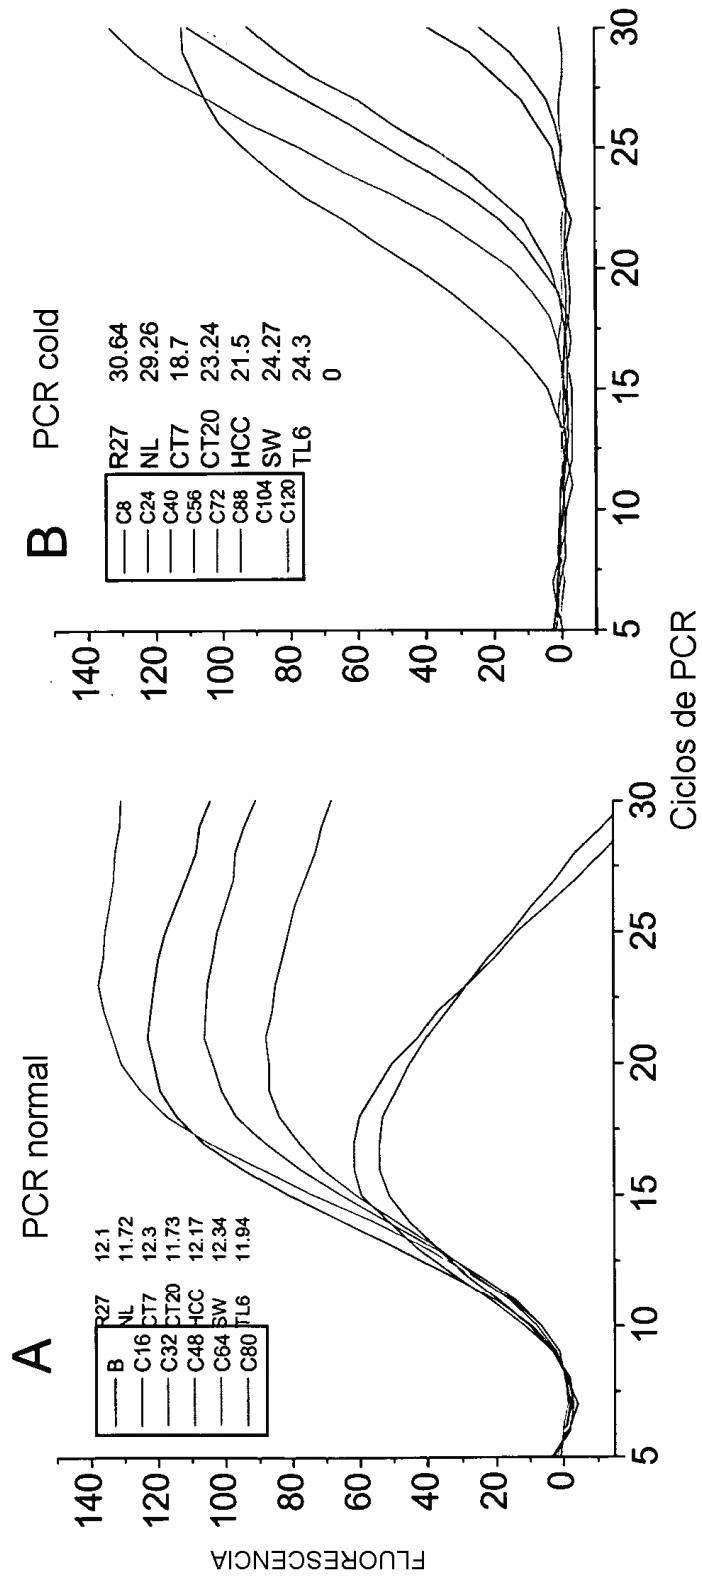 A
PCR normal
R27 12.1
NL 11.72
CT7 12.3
CT20 11.73
HCC 12.17
SW 12.34
TL6 11.94
B
C16
C32
C48
C64
C80
FLUORESCENCIA
140
120
100
80
60
40
20
0
5
10
15
20
25
30
B
PCR cold
R27 30.64
NL 29.26
CT7 18.7
CT20 23.24
HCC 21.5
SW 24.27
TL6 24.3
0
C8
C24
C40
C56
C72
C88
C104
C120
140
120
100
80
60
40
20
0
5
10
15
20
25
30
Ciclos de PCR